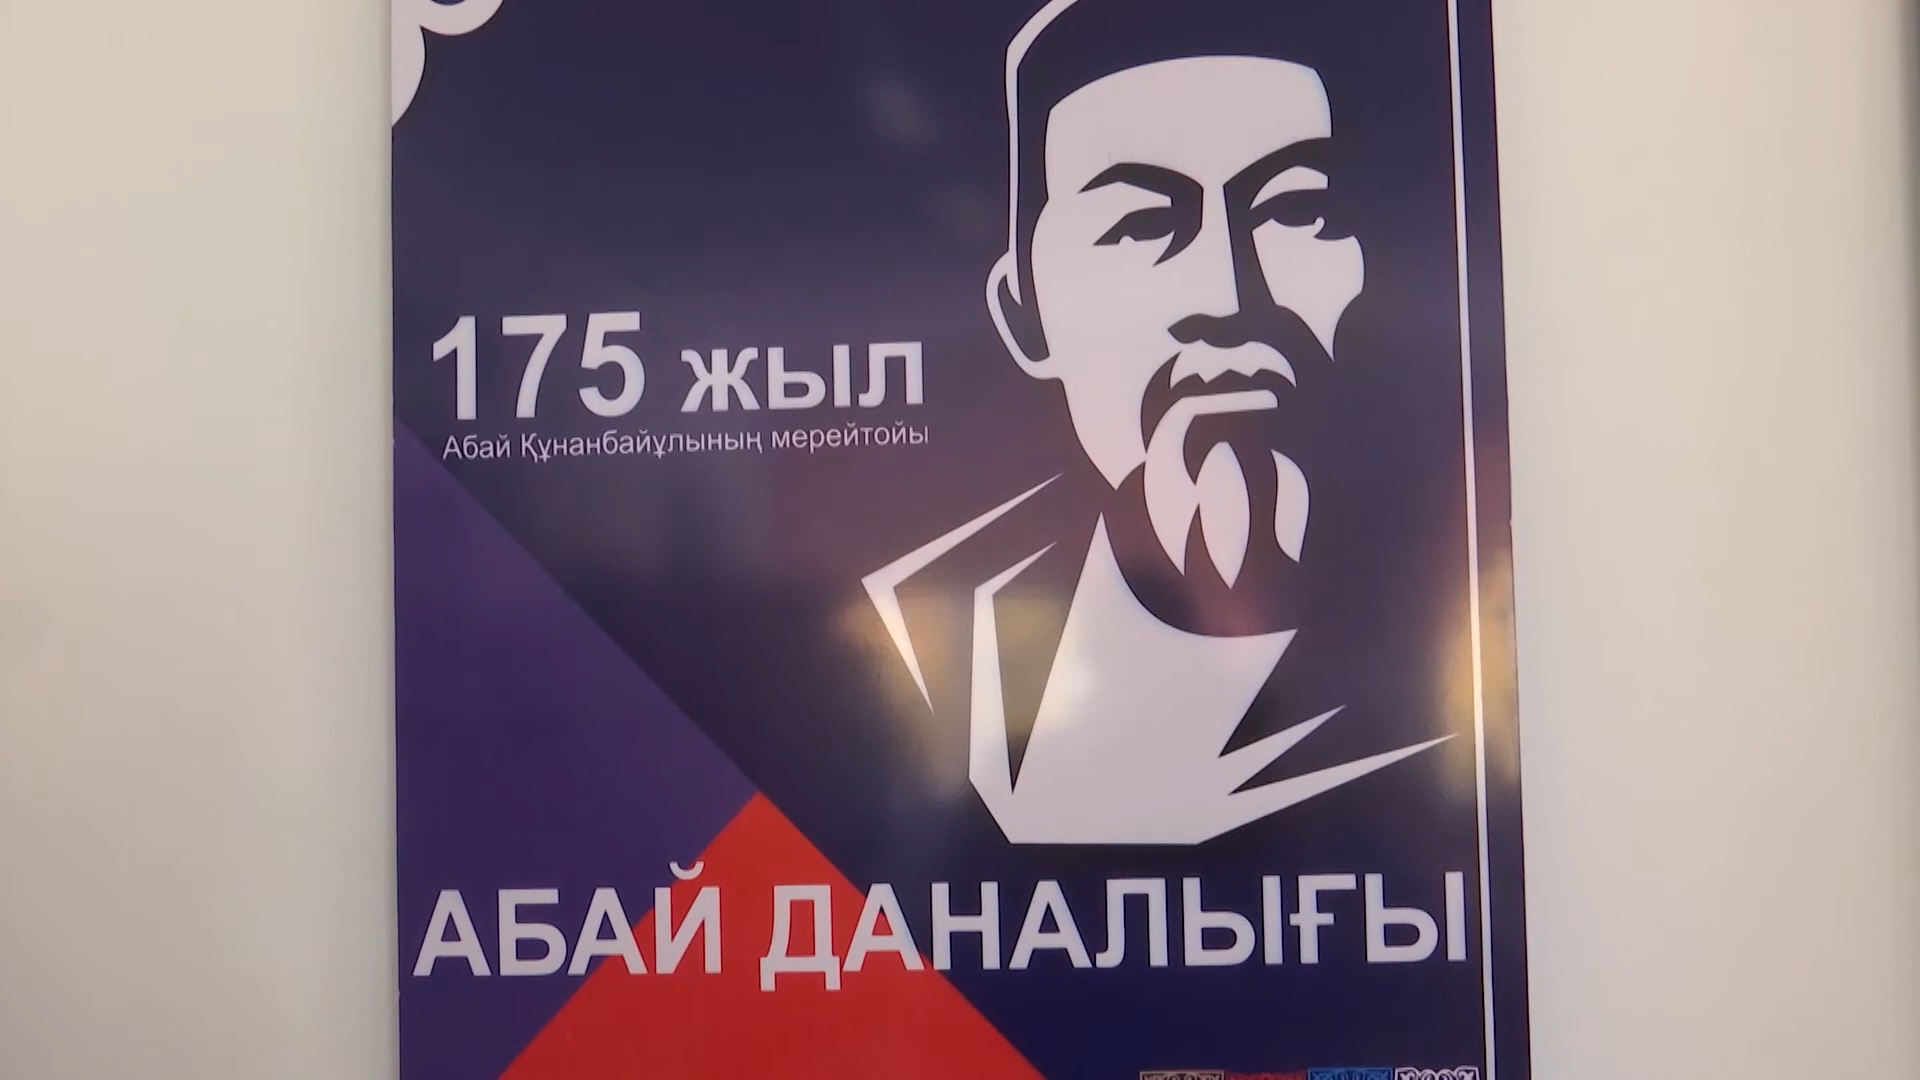 175 жыл
Абай Құнанбайұлының мерейтойы
АБАЙ ДАНАЛЫҒЫ